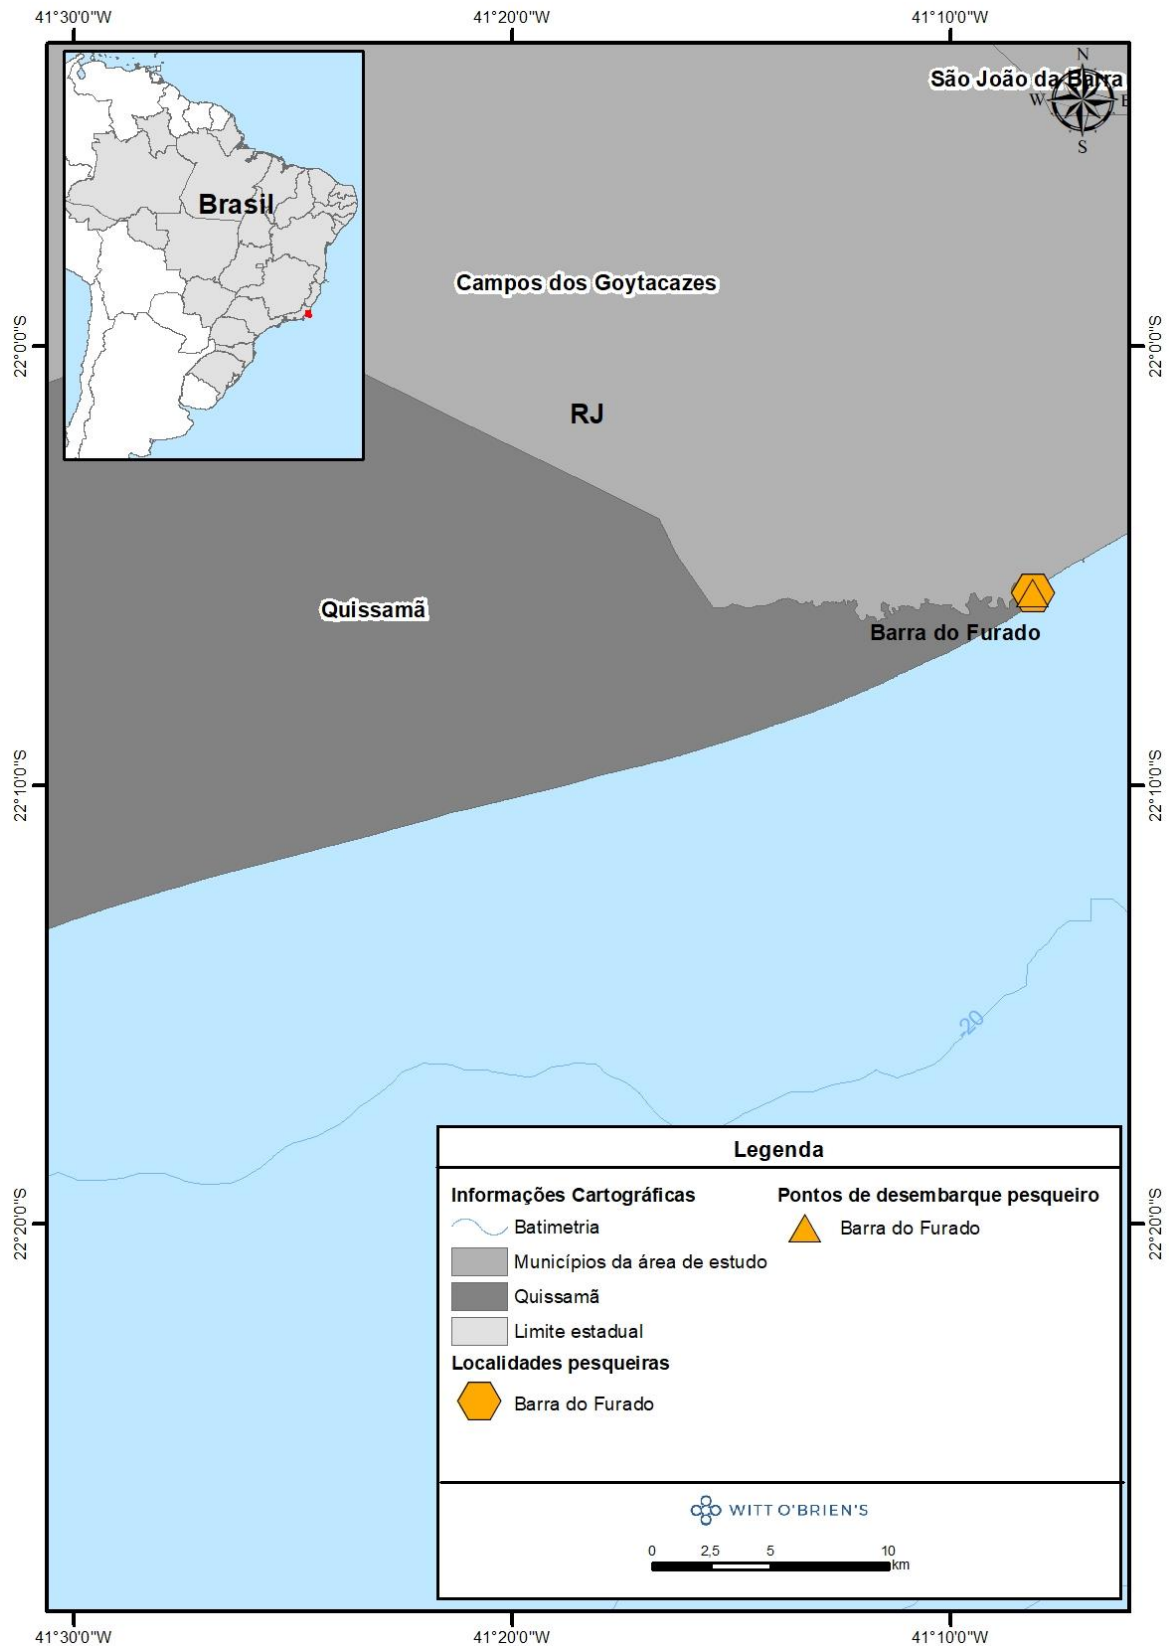 41°30'0"W 41°20'0"W 41°10'0"W
São João da Barra
N
W E
S
Brasil
Campos dos Goytacazes
22°0'0"S 22°0'0"S
RJ
Quissamã
Barra do Furado
22°10'0"S 22°10'0"S
-20
Legenda
Informações Cartográficas
Batimetria
Municípios da área de estudo
Quissamã
Limite estadual
Localidades pesqueiras
Barra do Furado
Pontos de desembarque pesqueiro
Barra do Furado
22°20'0"S 22°20'0"S
WITT O'BRIEN'S
0 2,5 5 10
km
41°30'0"W 41°20'0"W 41°10'0"W